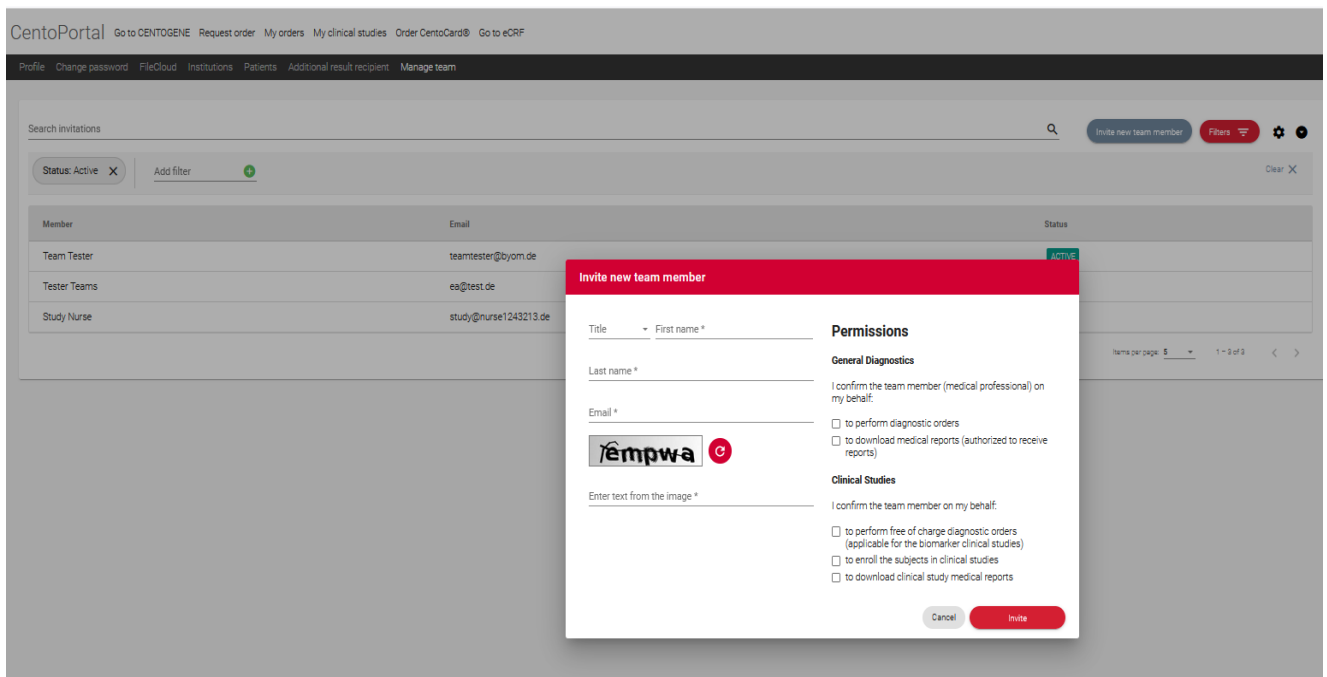 CentoPortal Go to CENTOGENE Request order My orders My clinical studies Order CentoCard® Go to eCRF
Profile Change password FileCloud Institutions Patients Additional result recipient Manage team
Search invitations
Invite new team member Filters
Status: Active X Add filter Clear X
Member Email Status
Team Tester teamtester@byom.de ACTIVE
Tester Teams ea@test.de
Study Nurse study@nurse1243213.de
Items per page: 5 1 – 3 of 3
Invite new team member
Title First name *
Last name *
Email *
Enter text from the image *
Permissions
General Diagnostics
I confirm the team member (medical professional) on
my behalf:
to perform diagnostic orders
to download medical reports (authorized to receive
reports)
Clinical Studies
I confirm the team member on my behalf:
to perform free of charge diagnostic orders
(applicable for the biomarker clinical studies)
to enroll the subjects in clinical studies
to download clinical study medical reports
Cancel Invite